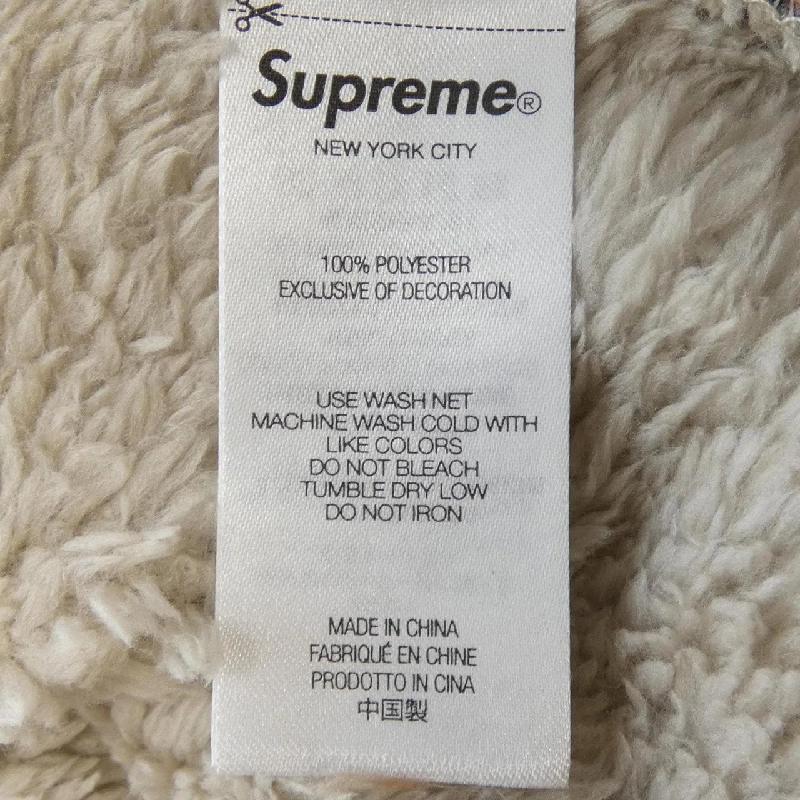 Supreme®
NEW YORK CITY
100% POLYESTER
EXCLUSIVE OF DECORATION
USE WASH NET
MACHINE WASH COLD WITH
LIKE COLORS
DO NOT BLEACH
TUMBLE DRY LOW
DO NOT IRON
MADE IN CHINA
FABRIQUÉ EN CHINE
PRODOTTO IN CINA
中国製